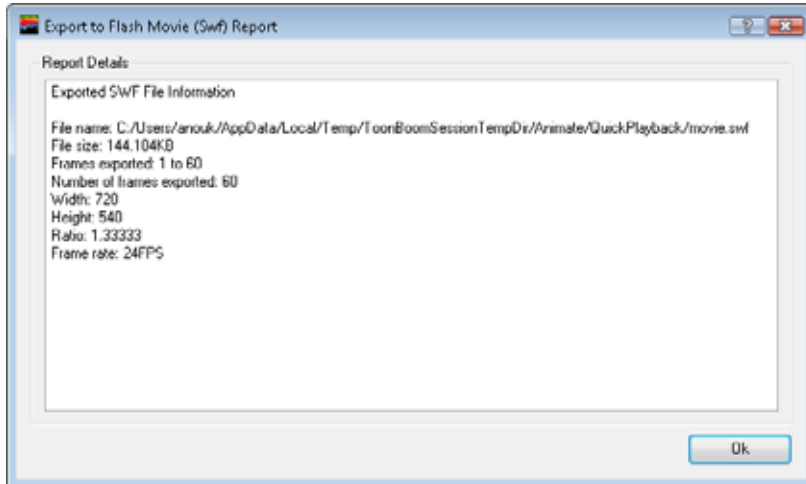 Export to Flash Movie (Swf) Report
Report Details
Exported SWF File Information
File name: C:/Users/anouk/AppData/Local/Temp/ToonBoomSessionTempDir/Animate/QuickPlayback/movie.swf
File size: 144.104KB
Frames exported: 1 to 60
Number of frames exported: 60
Width: 720
Height: 540
Ratio: 1.33333
Frame rate: 24FPS
Ok